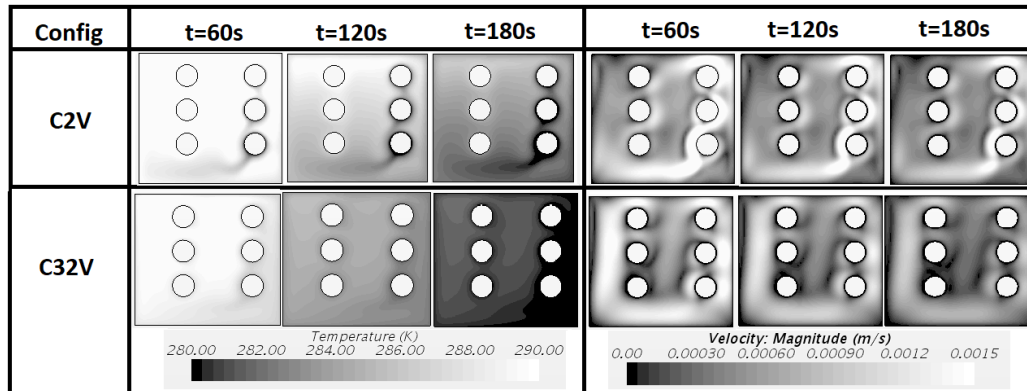 Config t=60s t=120s t=180s t=60s t=120s t=180s
C2V
C32V
Temperature (K)
280.00 282.00 284.00 286.00 288.00 290.00
Velocity: Magnitude (m/s)
0.00 0.00030 0.00060 0.00090 0.0012 0.0015